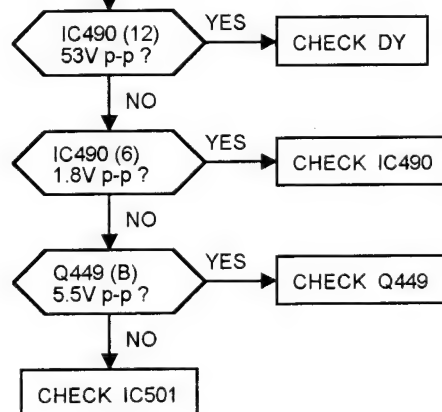 IC490 (12)
53V p-p ?
YES
CHECK DY
NO
IC490 (6)
1.8V p-p ?
YES
CHECK IC490
NO
Q449 (B)
5.5V p-p ?
YES
CHECK Q449
NO
CHECK IC501